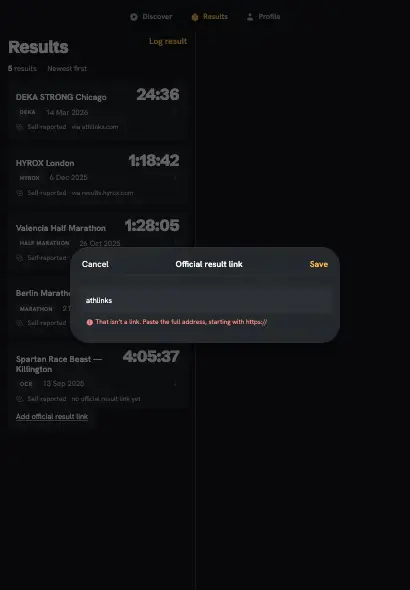 Discover
Results
Profile
Results
Log result
5 results
Newest first
DEKA STRONG Chicago
24:36
DEKA
14 Mar 2026
Self-reported · via athlinks.com
HYROX London
1:18:42
HYROX
6 Dec 2025
Self-reported · via results.hyrox.com
Valencia Half Marathon
1:28:05
HALF MARATHON
26 Oct 2025
Self-reported
Cancel
Official result link
Save
athlinks
That isn't a link. Paste the full address, starting with https://
Berlin
MARATHON
Self-reported
Spartan Race Beast —
Killington
4:05:37
OCR
Sep 2025
Self-reported · no official result link yet
Add official result link